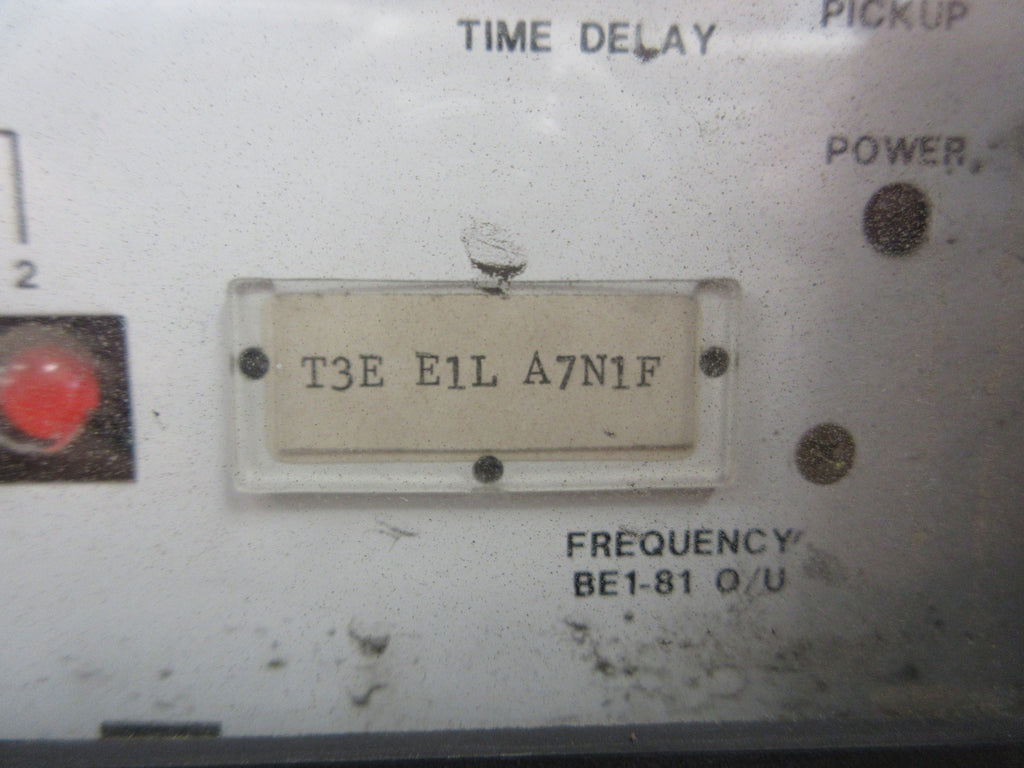 PICKUP
TIME DELAY
POWER
2
T3E E1L A7N1F
FREQUENCY
BE1-81 O/U